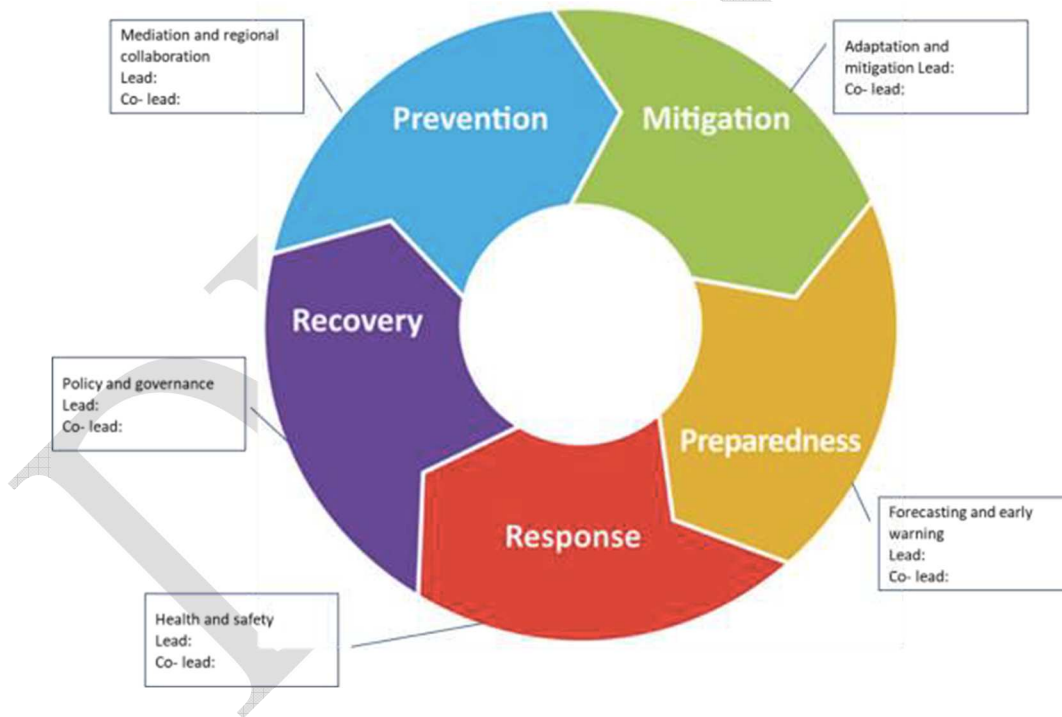 Mediation and regional
collaboration
Lead:
Co- lead:
Adaptation and
mitigation Lead:
Co- lead:
Prevention
Mitigation
Recovery
Policy and governance
Lead:
Co- lead:
Preparedness
Forecasting and early
warning
Lead:
Co- lead:
Response
Health and safety
Lead:
Co- lead: